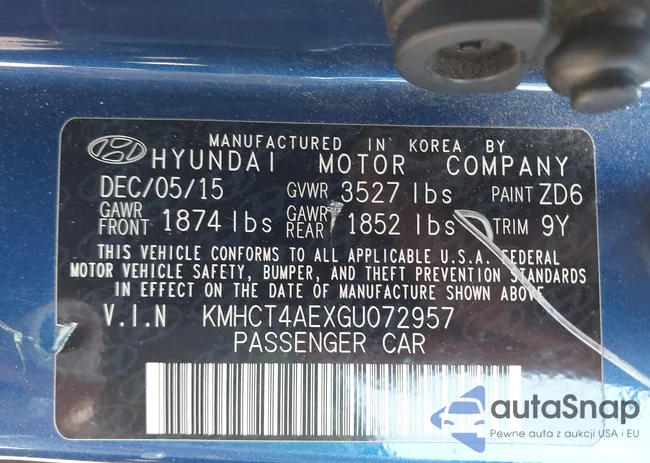 MANUFACTURED IN KOREA BY
HYUNDAI MOTOR COMPANY
DEC/05/15 GVWR 3527 lbs PAINT ZD6
GAWR FRONT 1874 lbs GAWR REAR 1852 lbs TRIM 9Y
THIS VEHICLE CONFORMS TO ALL APPLICABLE U.S.A. FEDERAL
MOTOR VEHICLE SAFETY, BUMPER, AND THEFT PREVENTION STANDARDS
IN EFFECT ON THE DATE OF MANUFACTURE SHOWN ABOVE
V.I.N KMHCT4AEXGU072957
PASSENGER CAR
autaSnap
Pewne auta z aukcji USA i EU